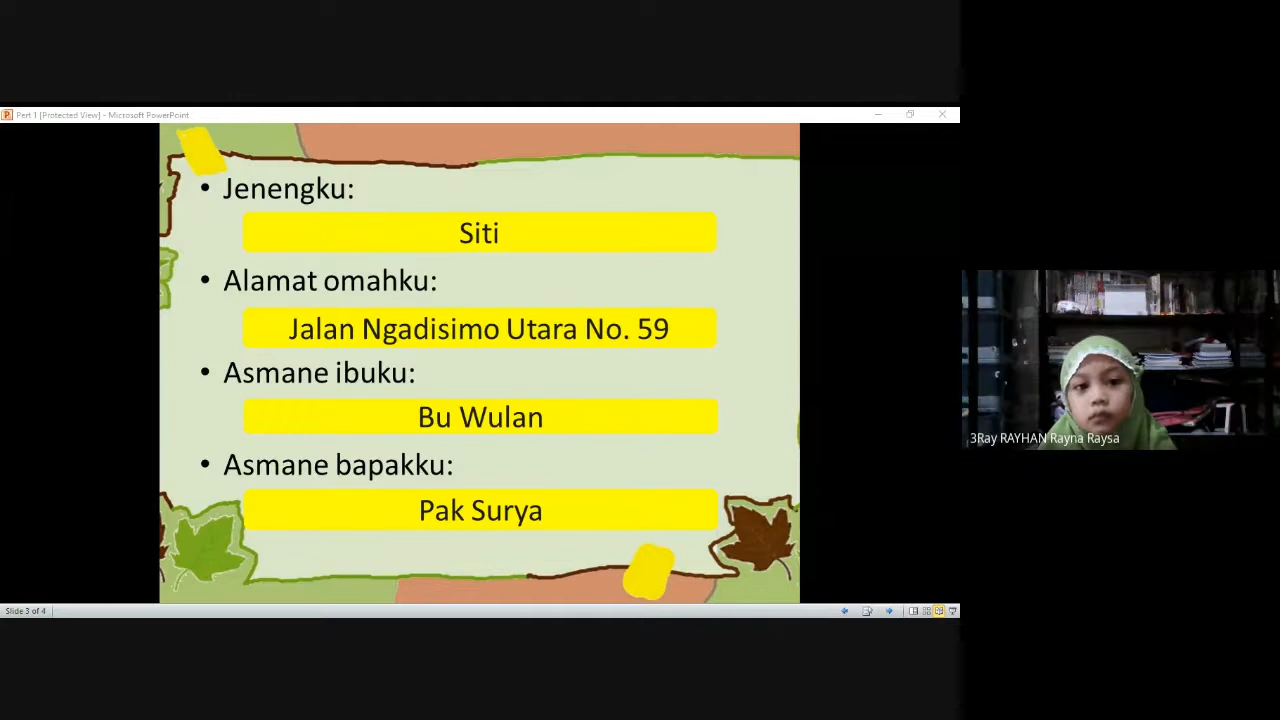 Part 1 [Protected View] - Microsoft PowerPoint
• Jenengku:
Siti
• Alamat omahku:
Jalan Ngadisimo Utara No. 59
• Asmane ibuku:
Bu Wulan
• Asmane bapakku:
Pak Surya
Slide 3 of 4
3Ray RAYHAN Rayna Raysa